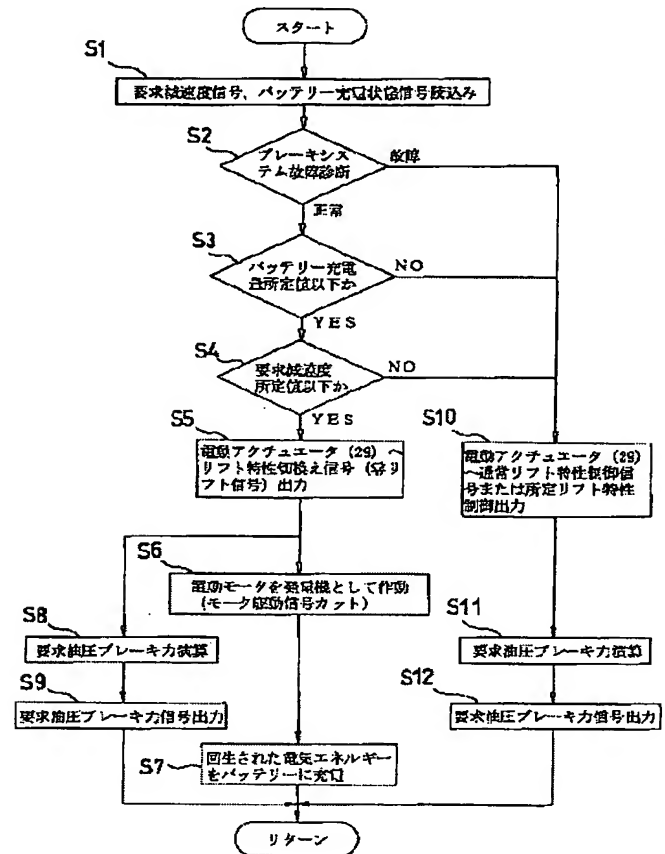 スタート
S1
要求減速度信号、バッテリー充電状態信号読込み
S2
ブレーキシス
テム故障診断
故障
正常
S3
バッテリー充電
量所定値以下か
NO
YES
S4
要求減速度
所定値以下か
NO
YES
S5
電動アクチュエータ (29) へ
リフト特性切換え信号 (零リ
フト信号) 出力
S10
電動アクチュエータ (29)
へ通常リフト特性制御信
号または所定リフト特性
制御出力
S6
電動モータを発電機として作動
(モータ駆動信号カット)
S8
要求油圧ブレーキ力演算
S11
要求油圧ブレーキ力演算
S9
要求油圧ブレーキ力信号出力
S12
要求油圧ブレーキ力信号出力
S7
回生された電気エネルギー
をバッテリーに充電
リターン